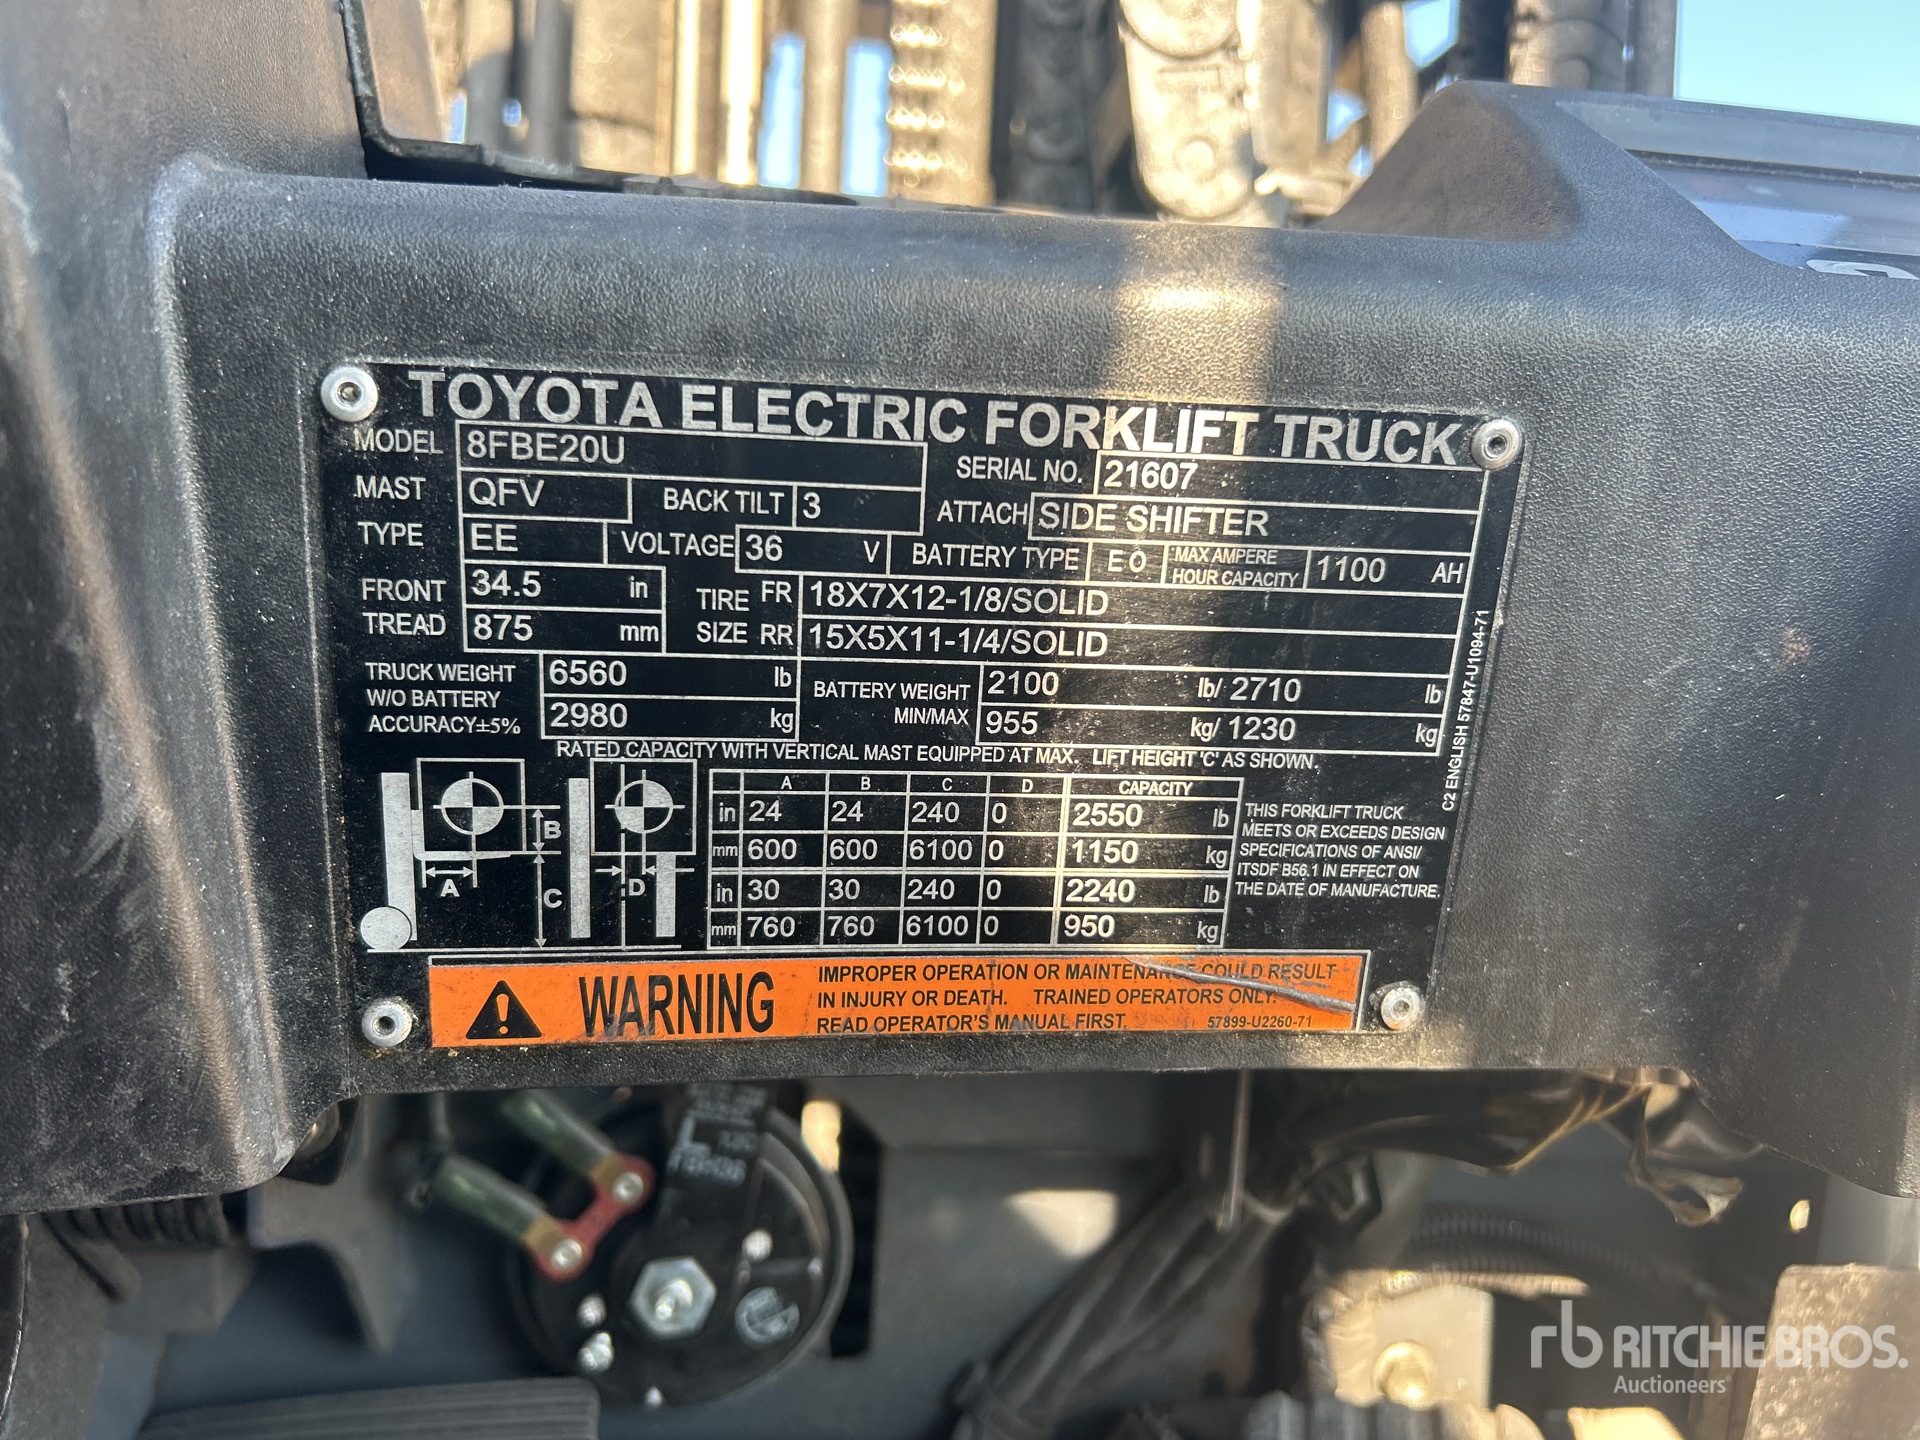 TOYOTA ELECTRIC FORKLIFT TRUCK
MODEL 8FBE20U SERIAL NO. 21607
MAST QFV BACK TILT 3 ATTACH SIDE SHIFTER
TYPE EE VOLTAGE 36 V BATTERY TYPE EO MAX AMPERE HOUR CAPACITY 1100 AH
FRONT TREAD 34.5 in 875 mm
TIRE SIZE FR 18X7X12-1/8/SOLID
RR 15X5X11-1/4/SOLID
TRUCK WEIGHT W/O BATTERY ACCURACY±5% 6560 lb 2980 kg
BATTERY WEIGHT MIN/MAX 2100 lb/ 2710 lb
955 kg/ 1230 kg
RATED CAPACITY WITH VERTICAL MAST EQUIPPED AT MAX. LIFT HEIGHT 'C' AS SHOWN.
A B C D CAPACITY
in 24 24 240 0 2550 lb
mm 600 600 6100 0 1150 kg
in 30 30 240 0 2240 lb
mm 760 760 6100 0 950 kg
B
A
C
D
THIS FORKLIFT TRUCK
MEETS OR EXCEEDS DESIGN
SPECIFICATIONS OF ANSI/
ITSDF B56.1 IN EFFECT ON
THE DATE OF MANUFACTURE.
C2 ENGLISH 57847-U1094-71
WARNING
IMPROPER OPERATION OR MAINTENANCE COULD RESULT
IN INJURY OR DEATH. TRAINED OPERATORS ONLY.
READ OPERATOR'S MANUAL FIRST. 57899-U2260-71
rb RITCHIE BROS.
Auctioneers